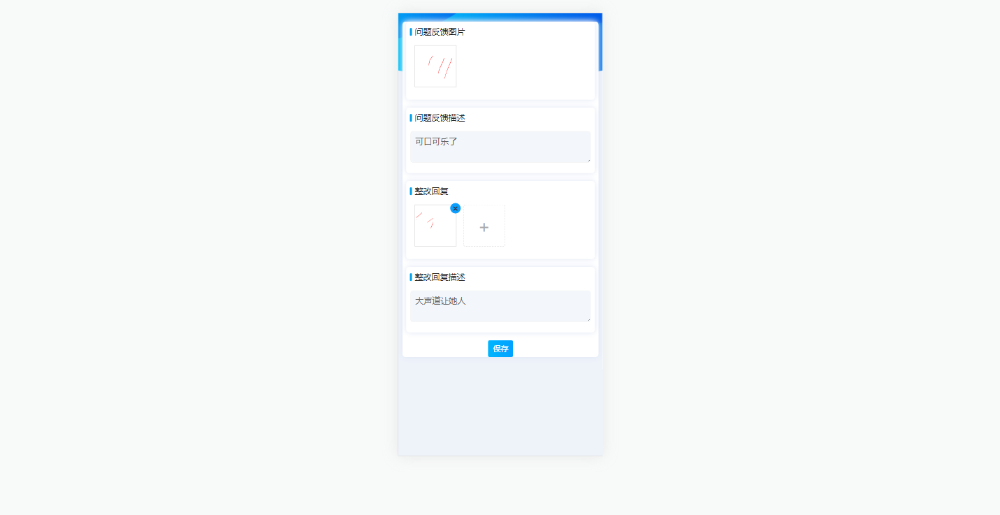 问题反馈图片
问题反馈描述
可口可乐了
整改回复
整改回复描述
大声道让她人
保存